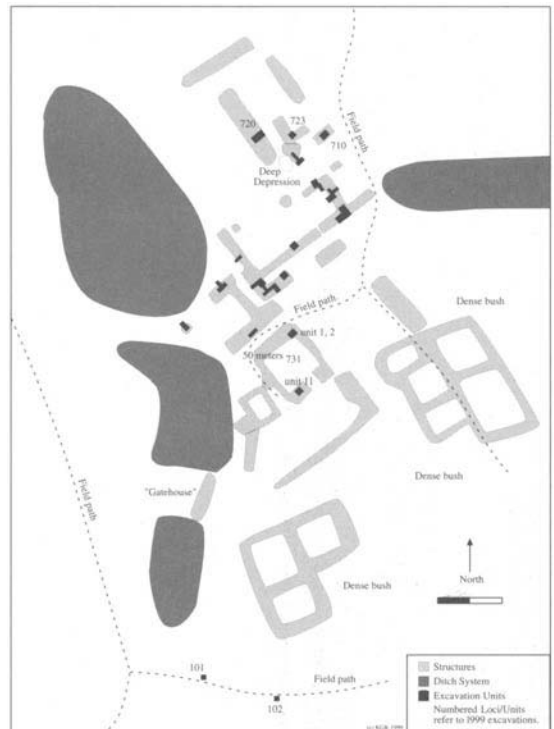 720
723
710
Field path
Deep
Depression
Field path
Dense bush
unit 1, 2
50 meters
731
unit 11
Dense bush
"Gatehouse"
Field path
North
Dense bush
101
Field path
102
Structures
Ditch System
Excavation Units
Numbered Loci/Units
refer to 1999 excavations.